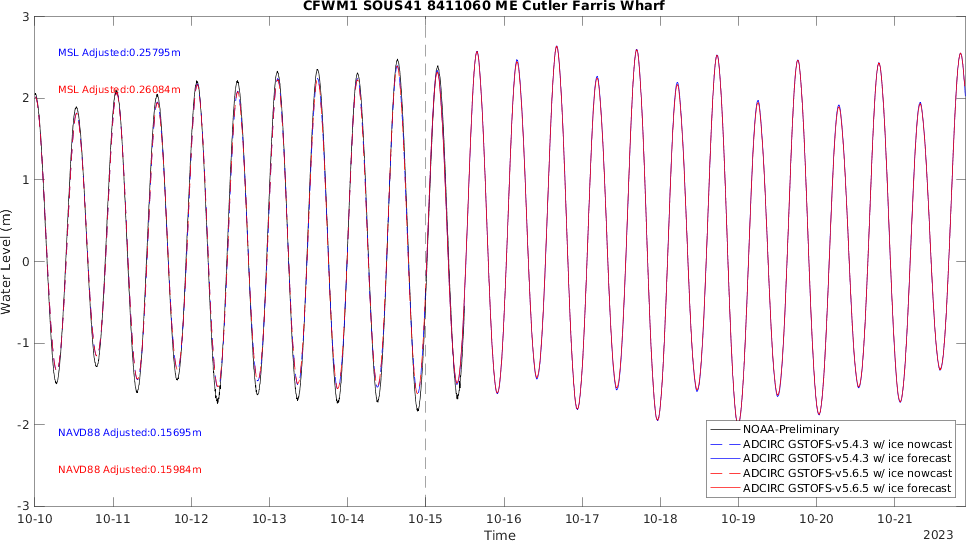 CFWM1 SOUS41 8411060 ME Cutler Farris Wharf
3
MSL Adjusted:0.25795m
MSL Adjusted:0.26084m
2
1
0
Water Level (m)
-1
-2
NAVD88 Adjusted:0.15695m
NAVD88 Adjusted:0.15984m
NOAA-Preliminary
ADCIRC GSTOFS-v5.4.3 w/ ice nowcast
ADCIRC GSTOFS-v5.4.3 w/ ice forecast
ADCIRC GSTOFS-v5.6.5 w/ ice nowcast
ADCIRC GSTOFS-v5.6.5 w/ ice forecast
-3
10-10 10-11 10-12 10-13 10-14 10-15 10-16 10-17 10-18 10-19 10-20 10-21
Time
2023